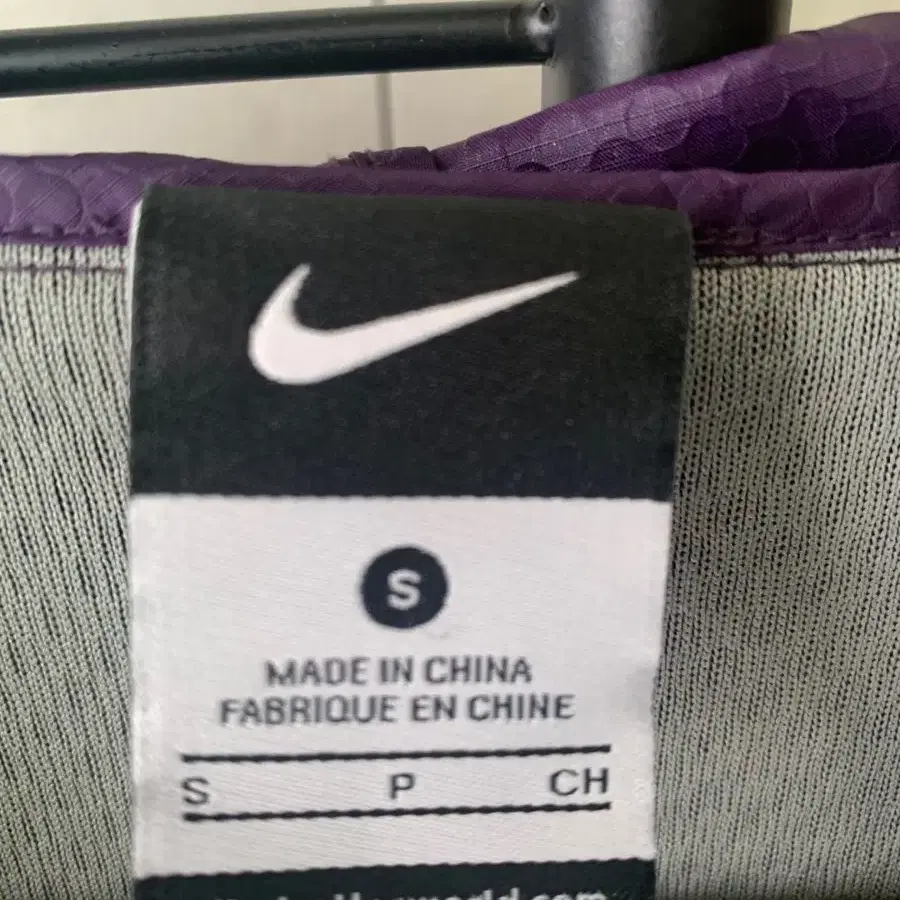 S
MADE IN CHINA
FABRIQUE EN CHINE
S P CH